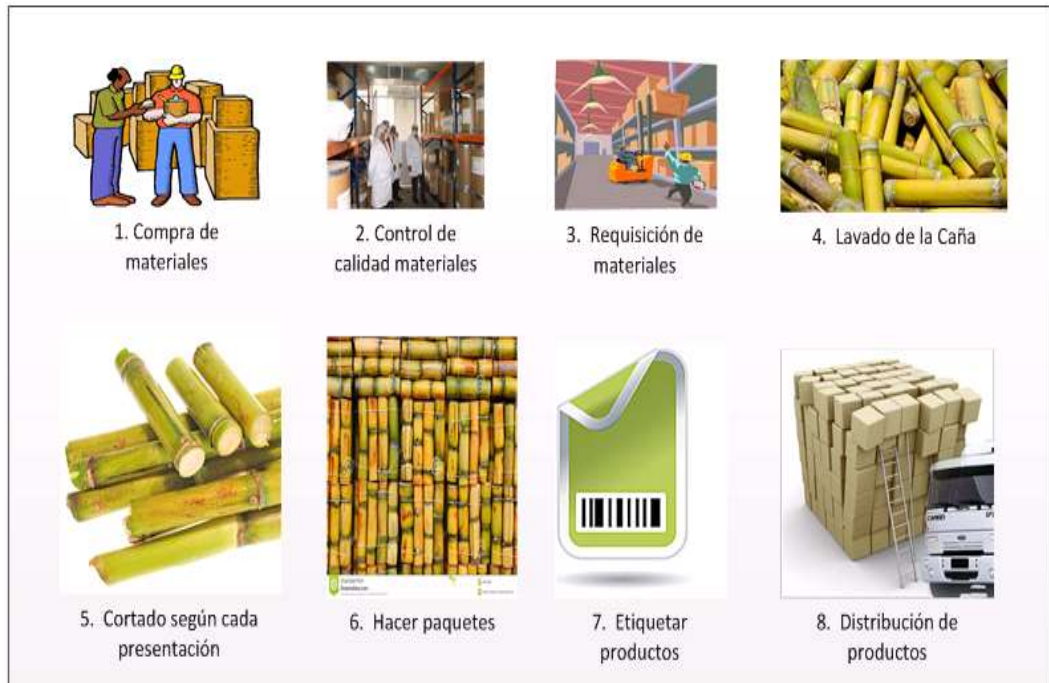 1. Compra de
materiales
2. Control de
calidad materiales
3. Requisición de
materiales
4. Lavado de la Caña
5. Cortado según cada
presentación
6. Hacer paquetes
7. Etiquetar
productos
8. Distribución de
productos